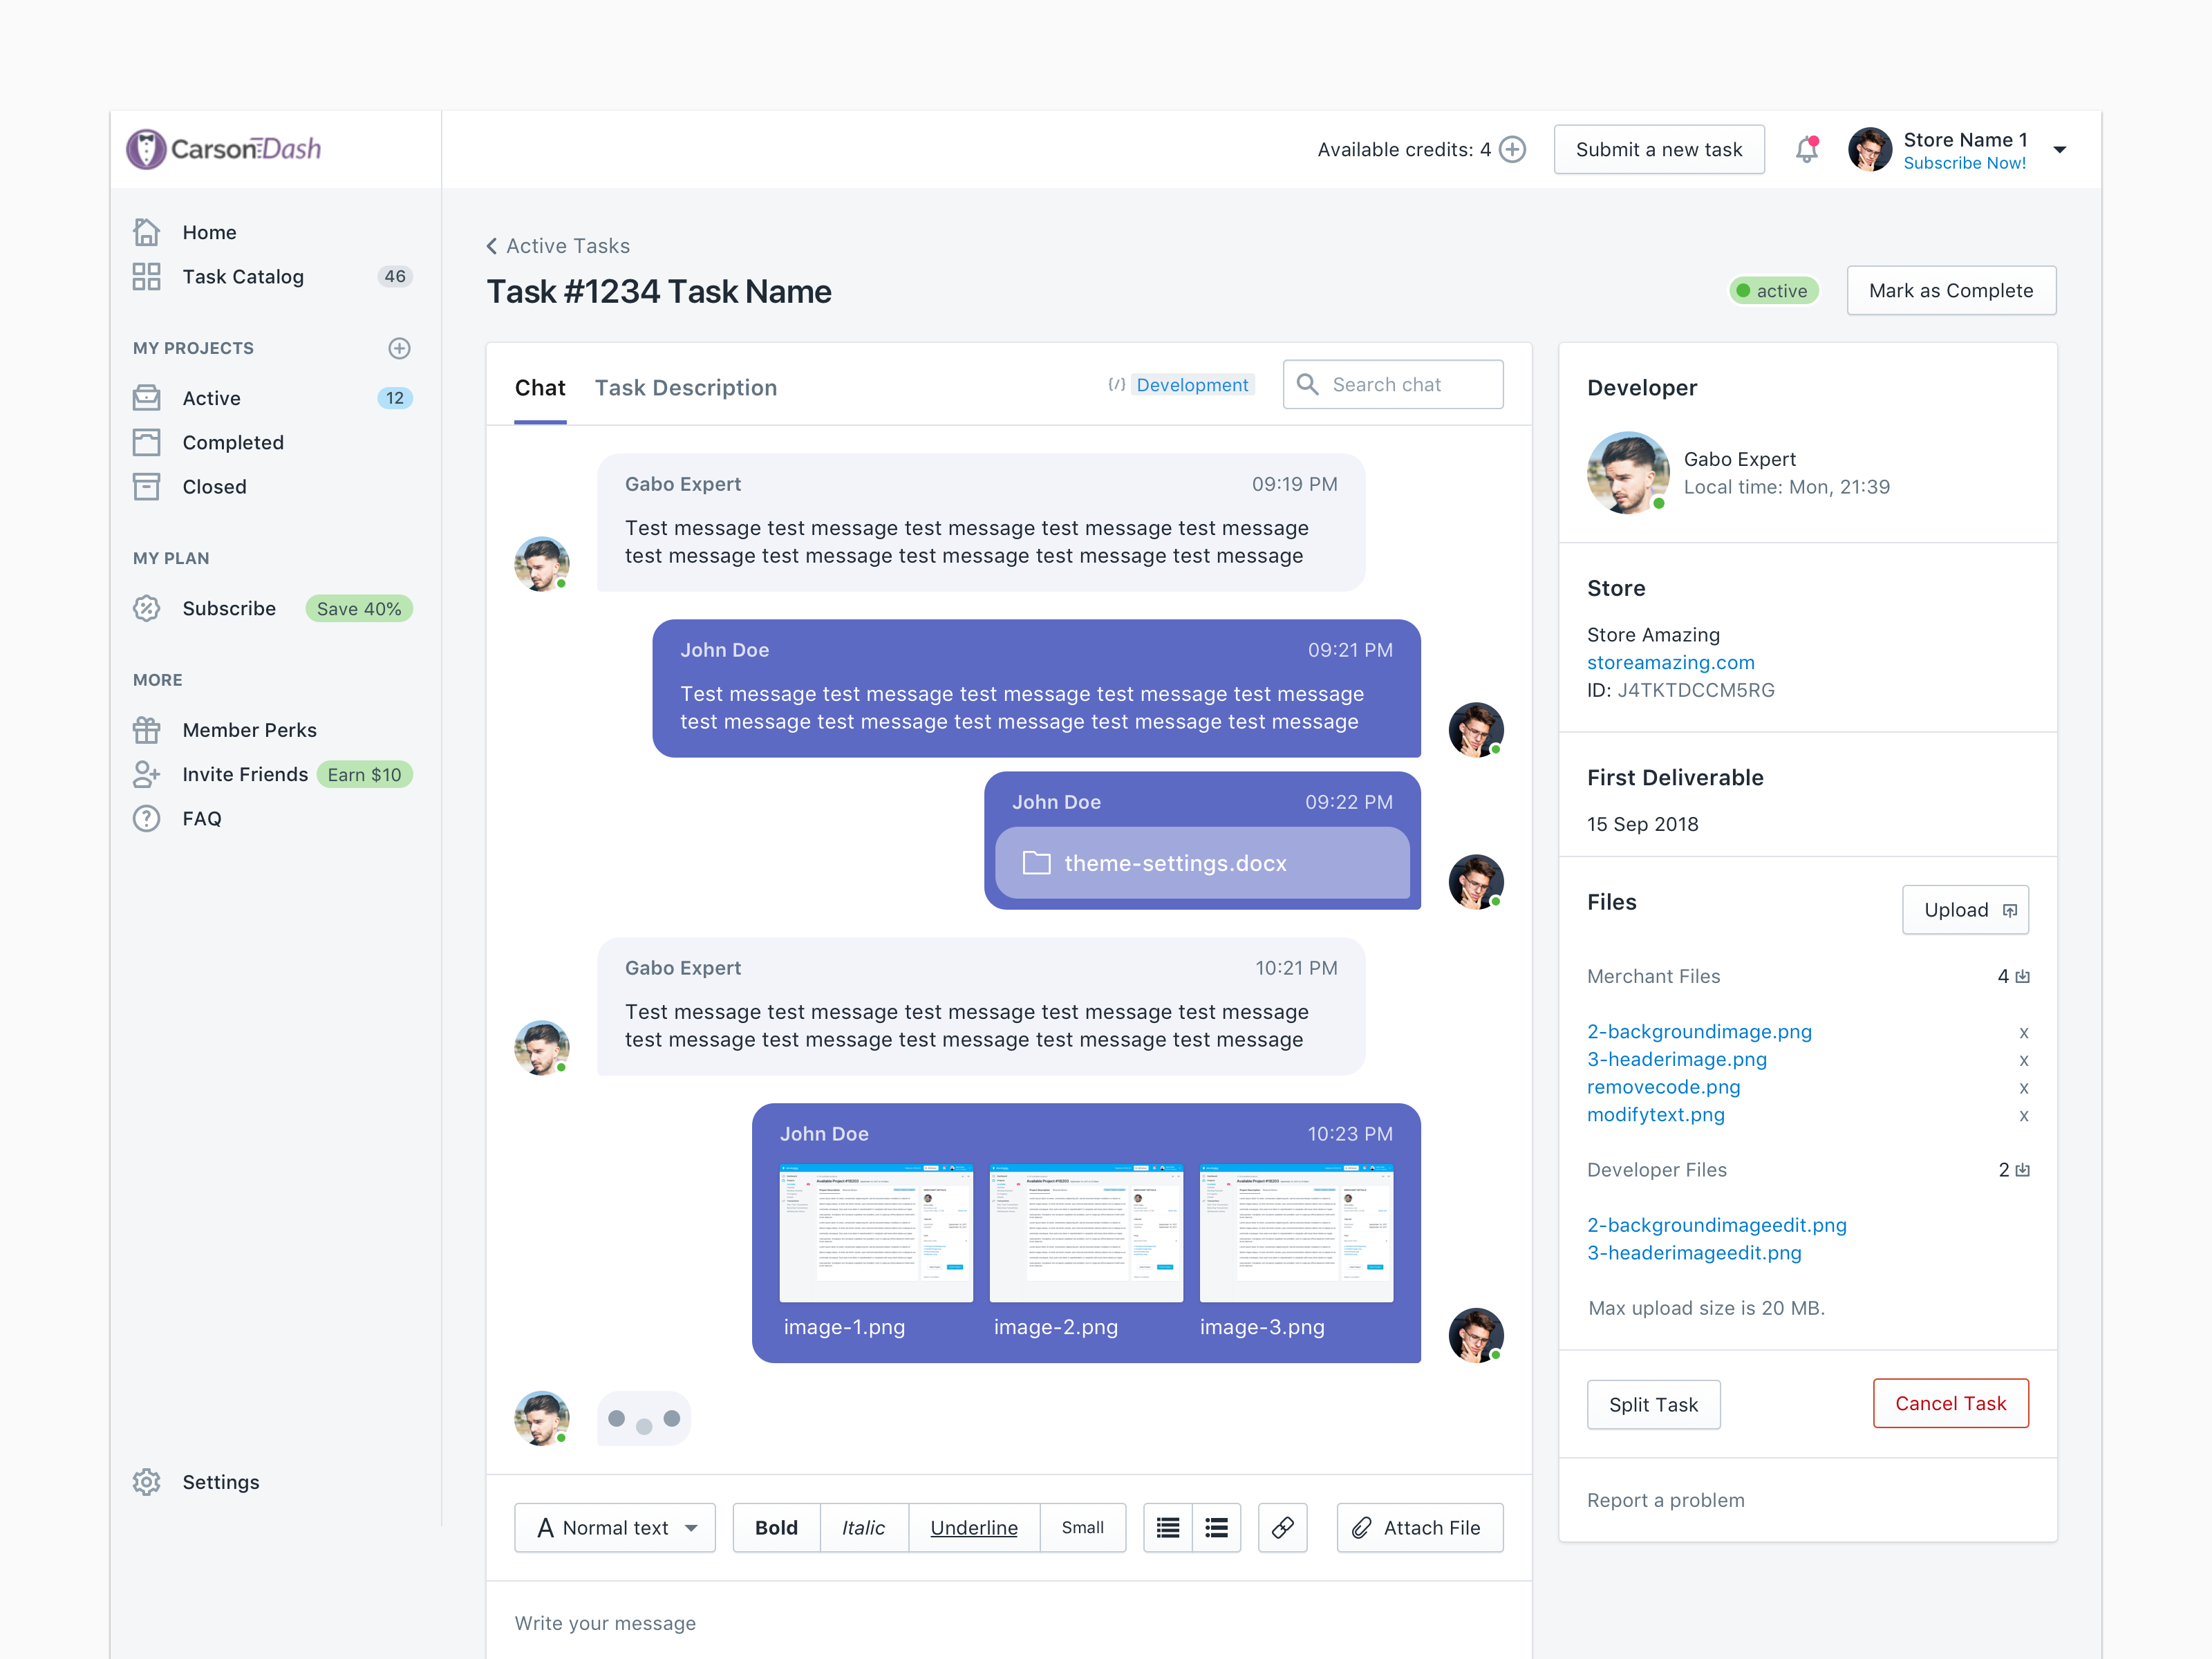 CarsonDash
Available credits: 4
Submit a new task
Store Name 1
Subscribe Now!
Home
Task Catalog 46
MY PROJECTS
Active 12
Completed
Closed
MY PLAN
Subscribe Save 40%
MORE
Member Perks
Invite Friends Earn $10
FAQ
Settings
Active Tasks
Task #1234 Task Name
active
Mark as Complete
Chat
Task Description
{/} Development
Search chat
Gabo Expert 09:19 PM
Test message test message test message test message test message
test message test message test message test message test message
John Doe 09:21 PM
Test message test message test message test message test message
test message test message test message test message test message
John Doe 09:22 PM
theme-settings.docx
Gabo Expert 10:21 PM
Test message test message test message test message test message
test message test message test message test message test message
John Doe 10:23 PM
image-1.png
image-2.png
image-3.png
A Normal text
Bold
Italic
Underline
Small
Attach File
Write your message
Developer
Gabo Expert
Local time: Mon, 21:39
Store
Store Amazing
storeamazing.com
ID: J4TKTDCCM5RG
First Deliverable
15 Sep 2018
Files
Upload
Merchant Files 4
2-backgroundimage.png x
3-headerimage.png x
removecode.png x
modifytext.png x
Developer Files 2
2-backgroundimageedit.png
3-headerimageedit.png
Max upload size is 20 MB.
Split Task
Cancel Task
Report a problem